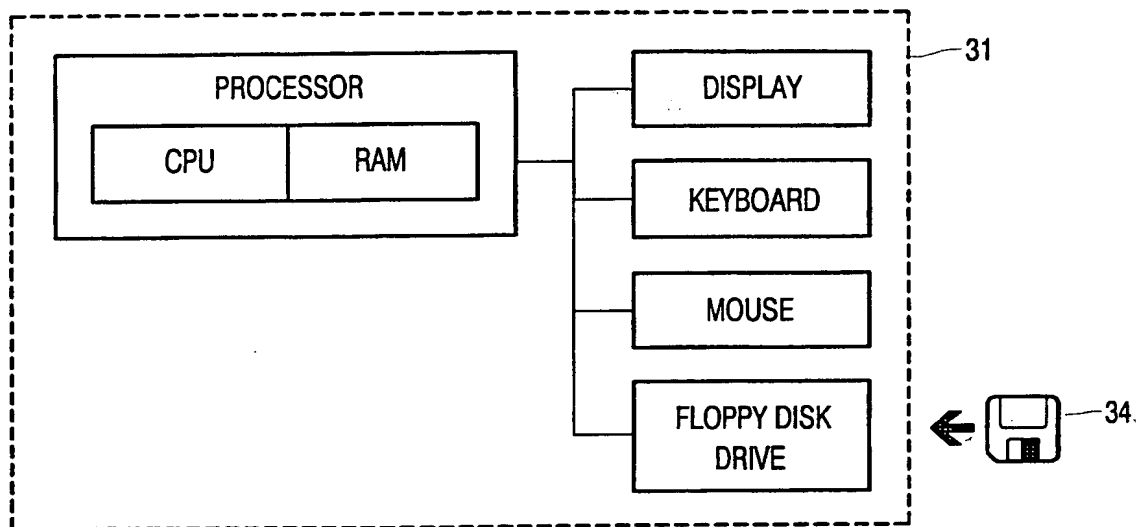 31
PROCESSOR
CPU
RAM
DISPLAY
KEYBOARD
MOUSE
FLOPPY DISK
DRIVE
34